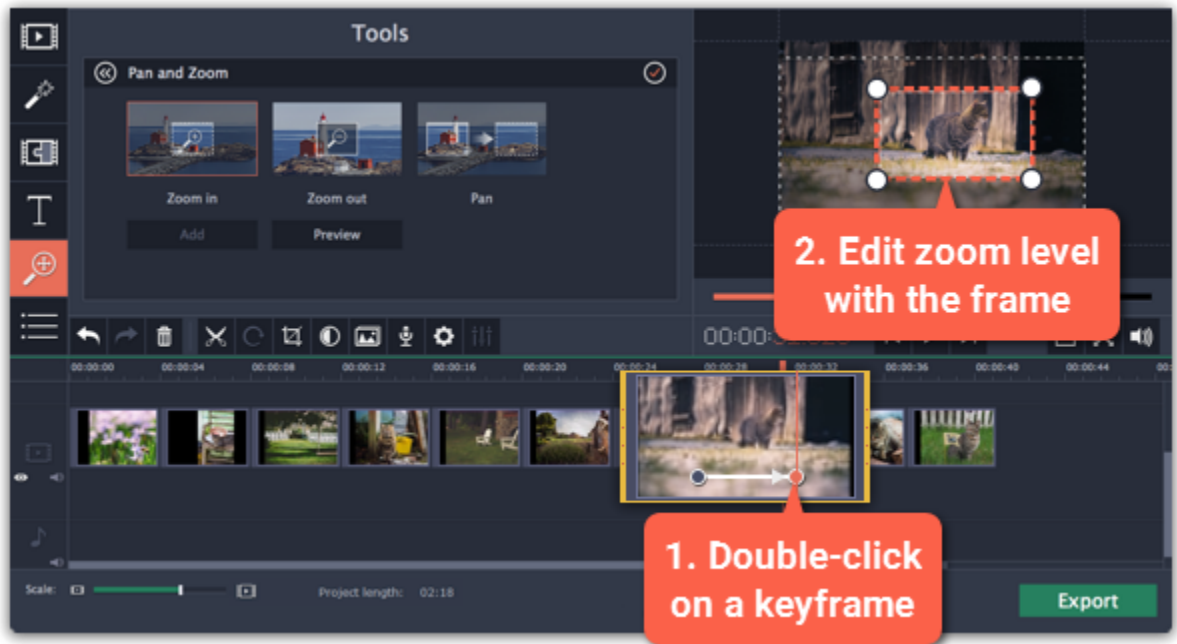 Tools
Pan and Zoom
Zoom in
Zoom out
Pan
Add
Preview
2. Edit zoom level
with the frame
T
00:00:00
00:00:04
00:00:08
00:00:12
00:00:16
00:00:20
00:00:24
00:00:28
00:00:32
00:00:36
00:00:40
00:00:44
1. Double-click
on a keyframe
Scale:
Project length: 02:18
Export